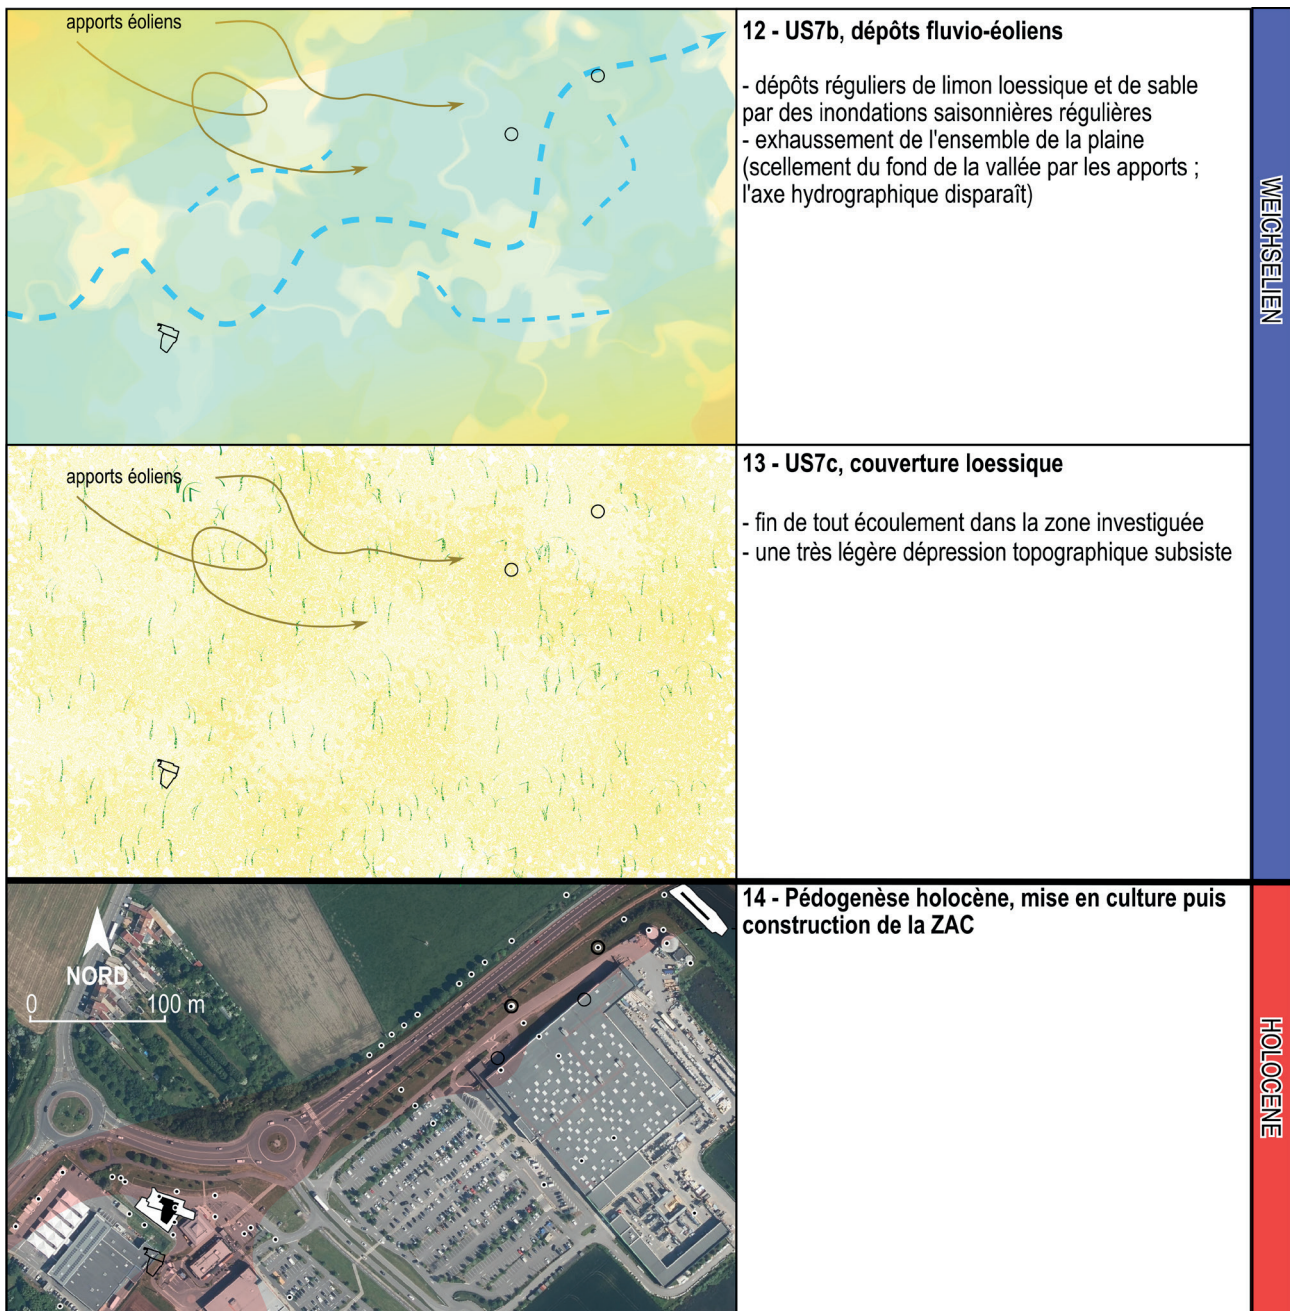 apports éoliens
12 - US7b, dépôts fluvio-éoliens
- dépôts réguliers de limon loessique et de sable
par des inondations saisonnières régulières
- exhaussement de l'ensemble de la plaine
(scellement du fond de la vallée par les apports ;
l'axe hydrographique disparaît)
WEICHSELIEN
apports éoliens
13 - US7c, couverture loessique
- fin de tout écoulement dans la zone investiguée
- une très légère dépression topographique subsiste
NORD
0 100 m
14 - Pédogenèse holocène, mise en culture puis
construction de la ZAC
HOLOCENE